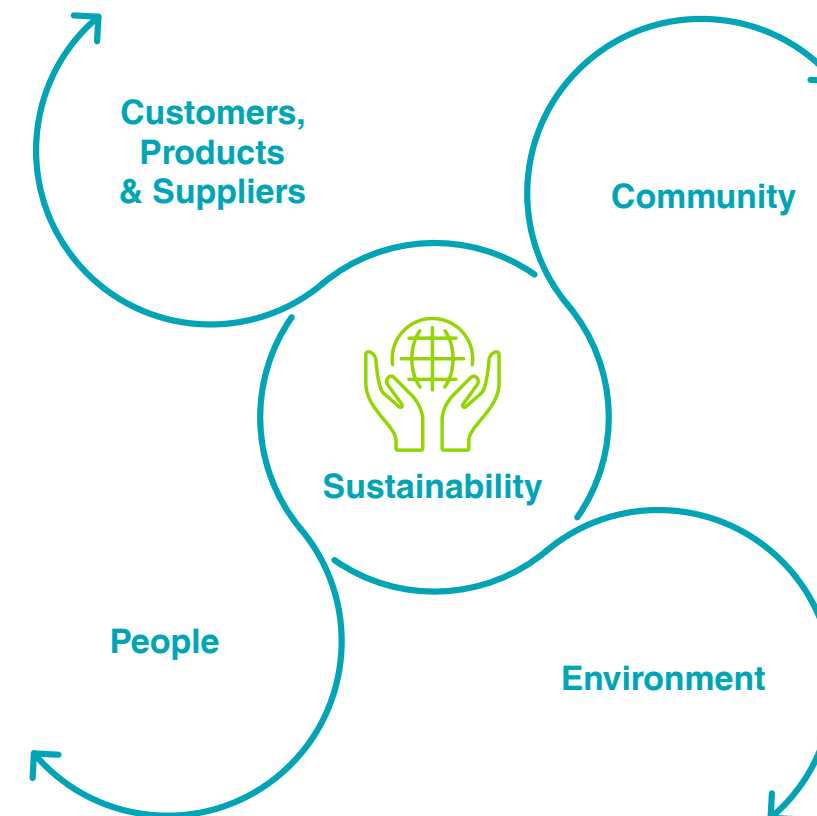 Customers,
Products
& Suppliers
Community
Sustainability
People
Environment